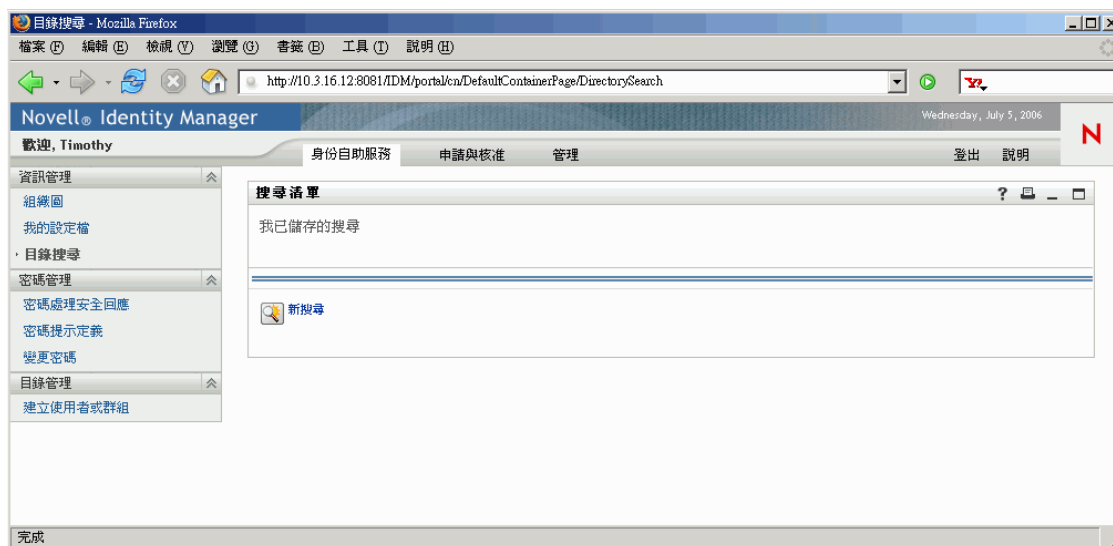 目錄搜尋 - Mozilla Firefox
檔案 (F) 編輯 (E) 檢視 (V) 瀏覽 (G) 書籤 (B) 工具 (T) 說明 (H)
http://10.3.16.12:8081/IDM/portal/cn/DefaultContainerPage/DirectorySearch
Novell® Identity Manager
Wednesday, July 5, 2006
N
歡迎, Timothy
身份自助服務 申請與核准 管理
登出 說明
資訊管理
組織圖
我的設定檔
目錄搜尋
密碼管理
密碼處理安全回應
密碼提示定義
變更密碼
目錄管理
建立使用者或群組
搜尋清單
我已儲存的搜尋
新搜尋
完成